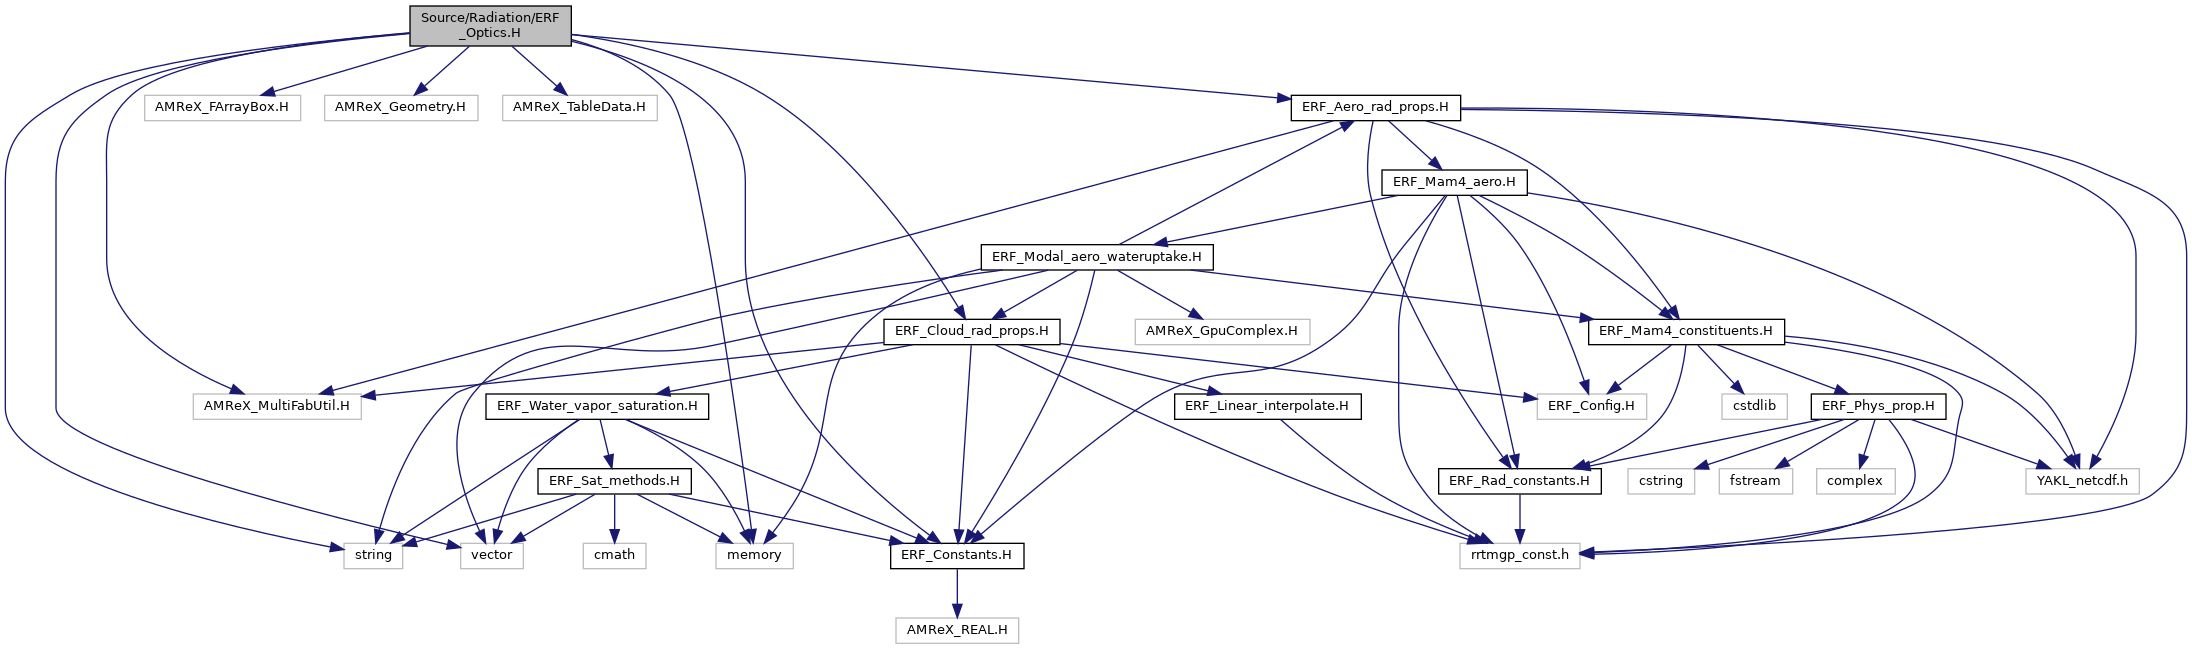 Source/Radiation/ERF
_Optics.H
AMReX_FArrayBox.H
AMReX_Geometry.H
AMReX_TableData.H
ERF_Aero_rad_props.H
ERF_Mam4_aero.H
ERF_Modal_aero_wateruptake.H
ERF_Cloud_rad_props.H
AMReX_GpuComplex.H
ERF_Mam4_constituents.H
AMReX_MultiFabUtil.H
ERF_Water_vapor_saturation.H
ERF_Linear_interpolate.H
ERF_Config.H
cstdlib
ERF_Phys_prop.H
ERF_Sat_methods.H
ERF_Rad_constants.H
cstring
fstream
complex
YAKL_netcdf.h
string
vector
cmath
memory
ERF_Constants.H
rrtmgp_const.h
AMReX_REAL.H